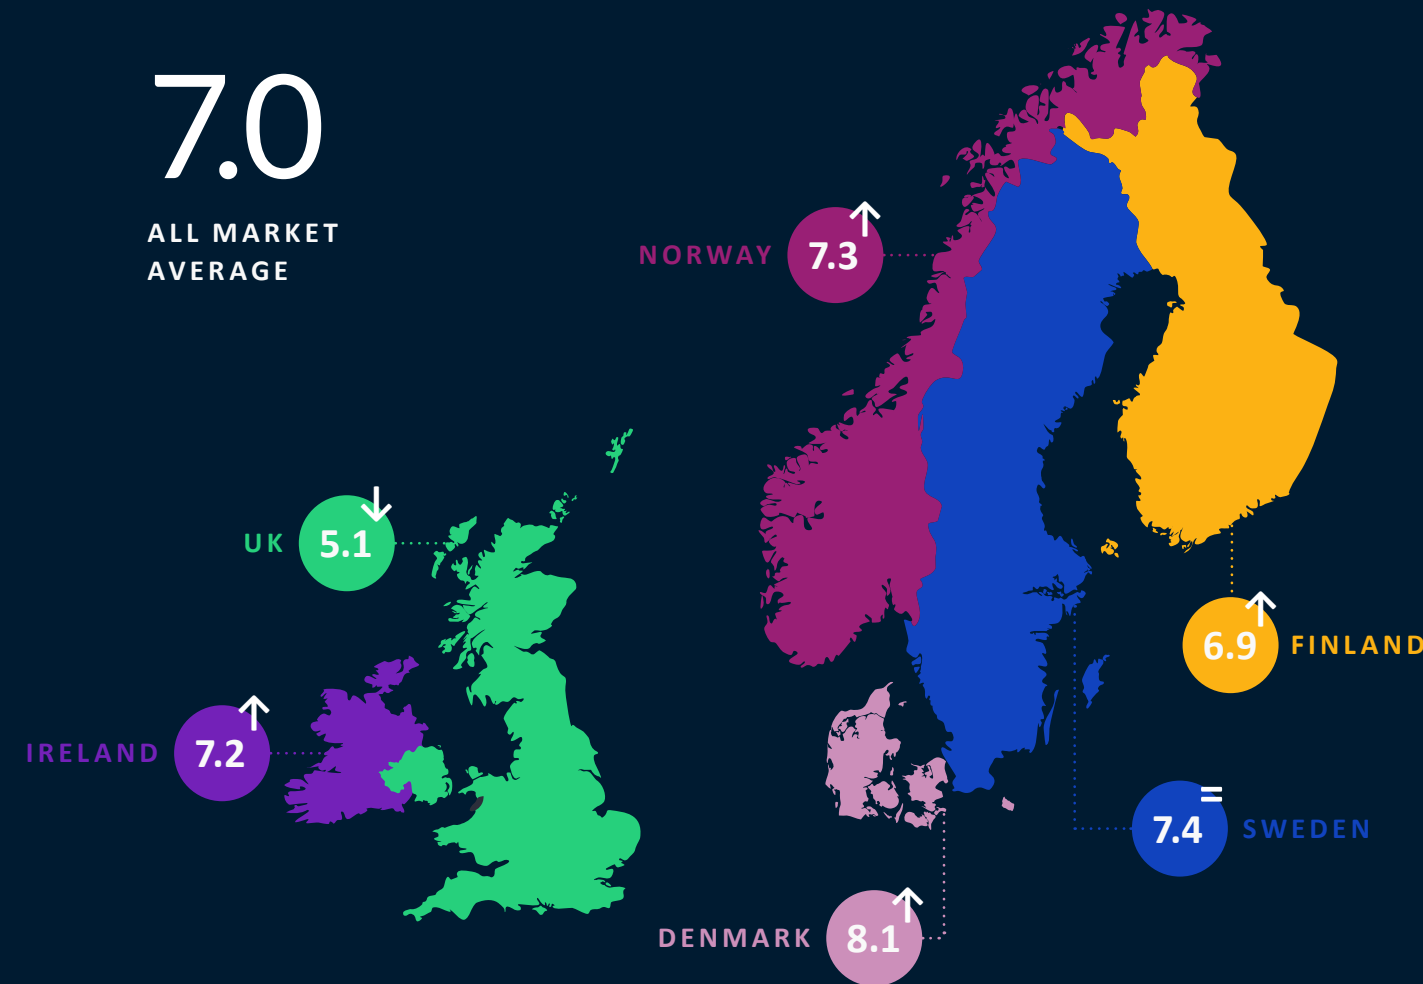 7.0
ALL MARKET
AVERAGE
NORWAY 7.3
UK 5.1
6.9 FINLAND
IRELAND 7.2
7.4 SWEDEN
DENMARK 8.1